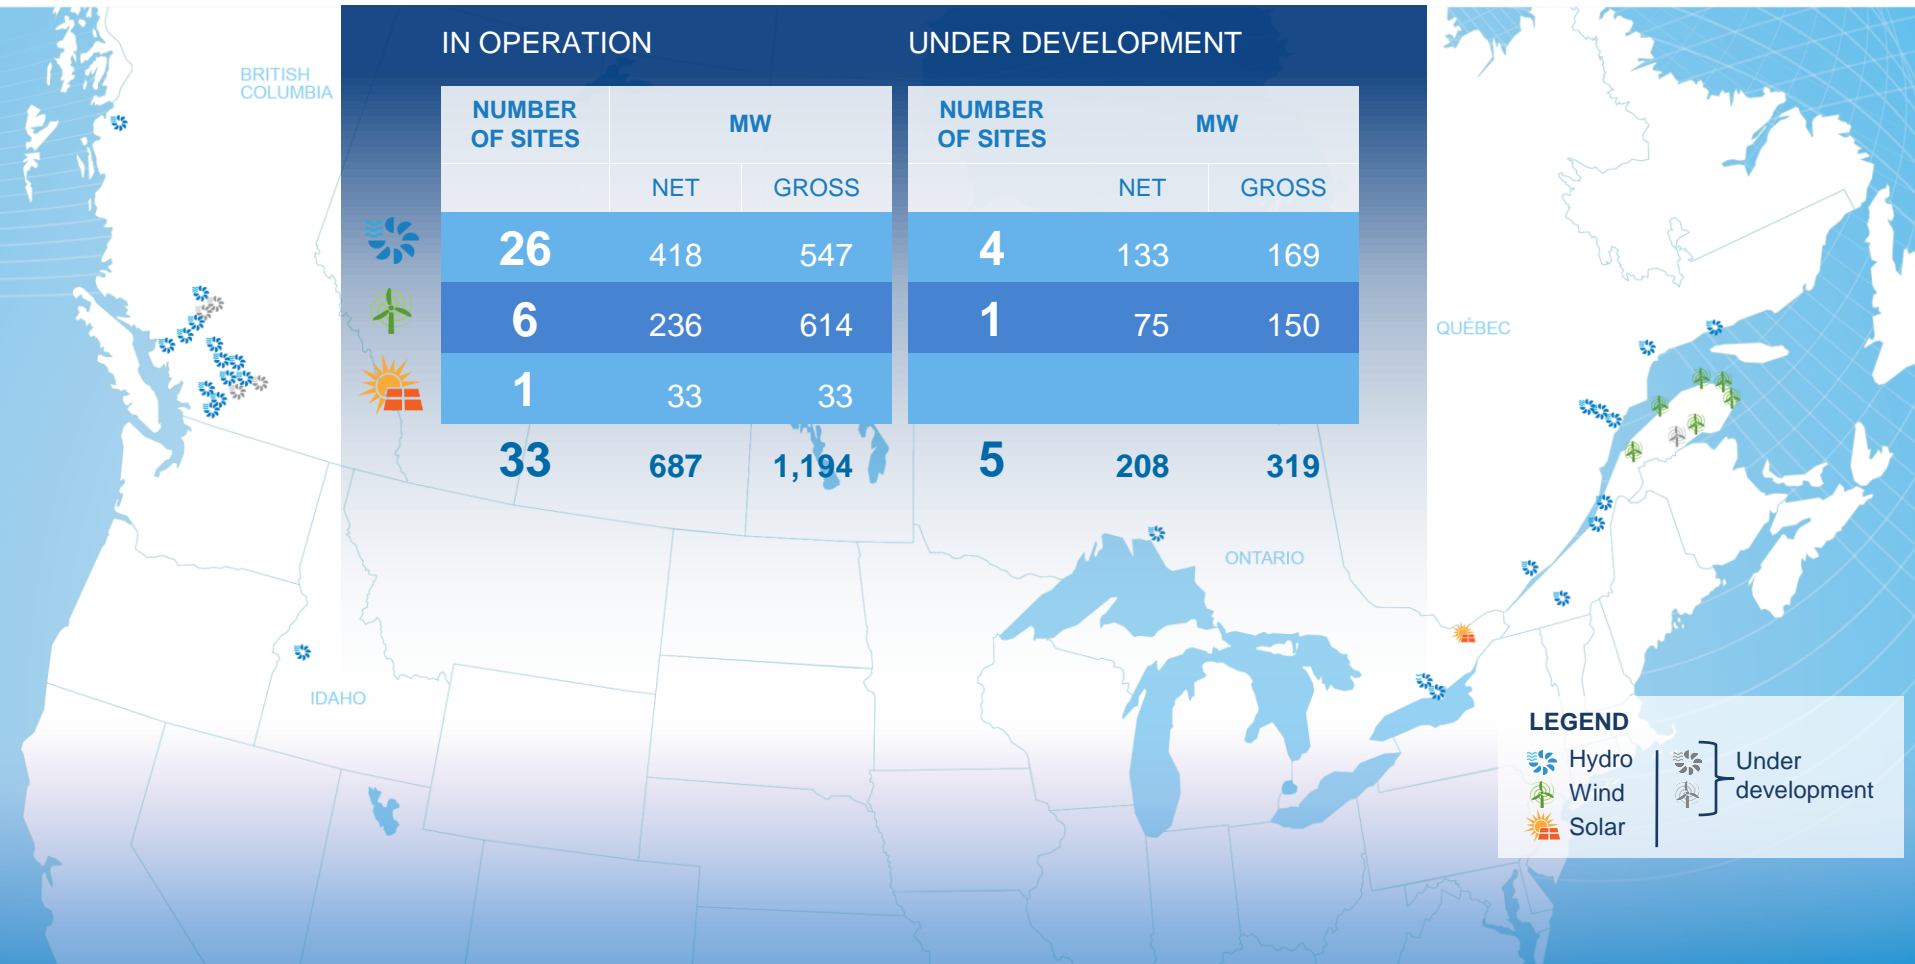 IN OPERATION
UNDER DEVELOPMENT
BRITISH
COLUMBIA
NUMBER
OF SITES
MW
NUMBER
OF SITES
MW
NET GROSS
NET GROSS
26 418 547
4 133 169
6 236 614
1 75 150
1 33 33
33 687 1,194
5 208 319
QUÉBEC
ONTARIO
IDAHO
LEGEND
Hydro
Wind
Solar
Under
development